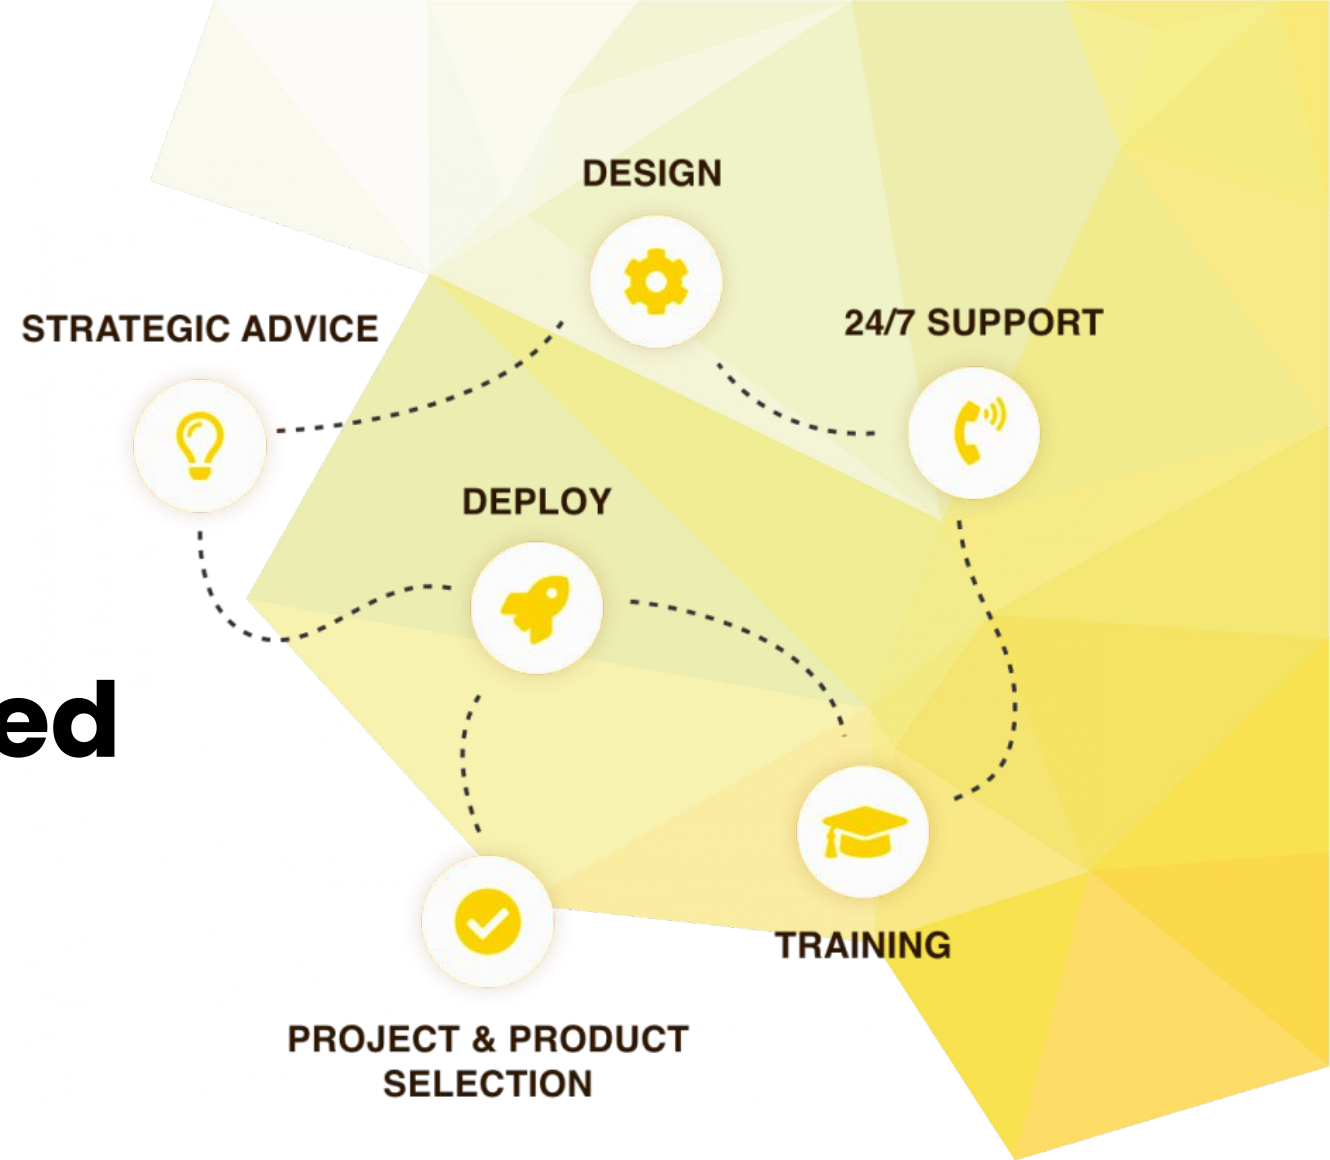 DESIGN
24/7 SUPPORT
STRATEGIC ADVICE
DEPLOY
ed
TRAINING
PROJECT & PRODUCT
SELECTION